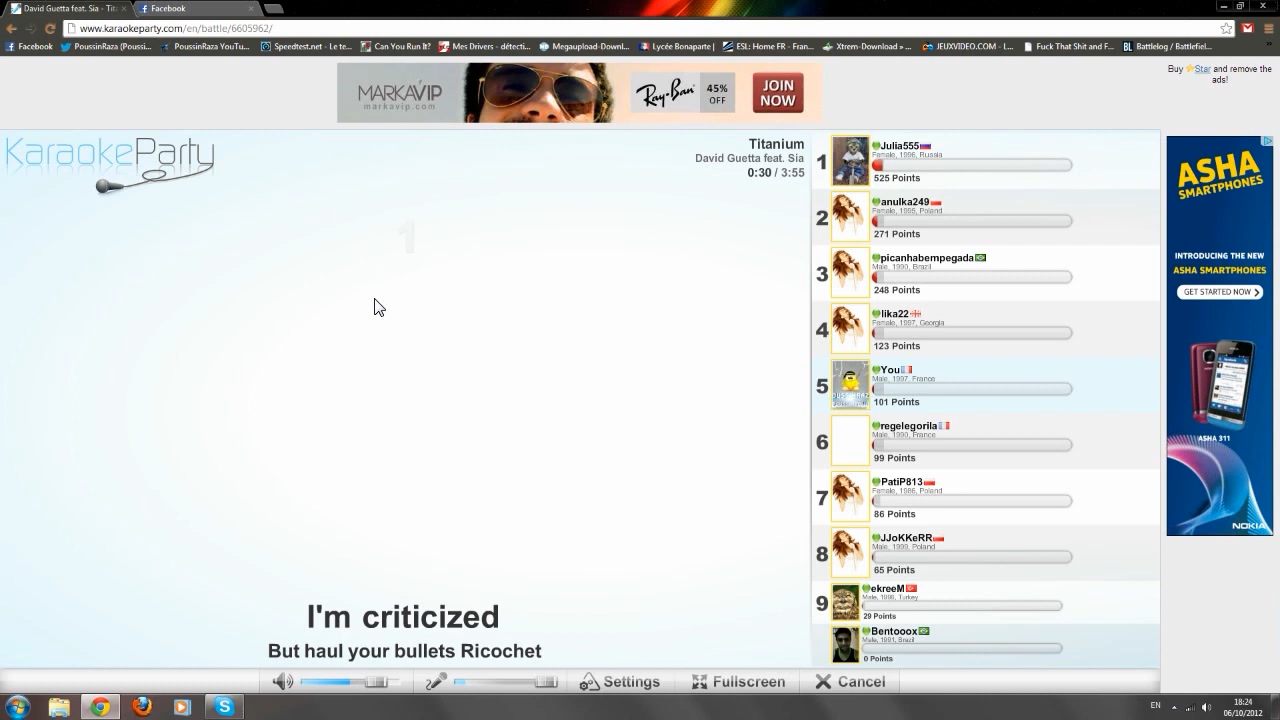 David Guetta feat. Sia - Tit
Facebook
www.karaokeparty.com/en/battle/6605962/
Facebook
PoussinRaza (Poussi...
PoussinRaza YouTu...
Speedtest.net - Le te...
Can You Run It?
Mes Drivers - détecti...
Megaupload-Downl...
Lycée Bonaparte |
ESL: Home FR - Fran...
Xtrem-Download » ...
JEUXVIDEO.COM - L...
Fuck That Shit and F...
Battlelog / Battlefiel...
MARKAVIP
markavip.com
Ray-Ban
45%
OFF
JOIN
NOW
Buy Star and remove the
ads!
KaraokeParty
Titanium
David Guetta feat. Sia
0:30 / 3:55
1
I'm criticized
But haul your bullets Ricochet
1
Julia555
Female, 1996, Russia
525 Points
2
anulka249
Female, 1995, Poland
271 Points
3
picanhabempegada
Male, 1990, Brazil
248 Points
4
lika22
Female, 1997, Georgia
123 Points
5
You
Male, 1997, France
101 Points
6
regelegorila
Male, 1990, France
99 Points
7
PatiP813
Female, 1986, Poland
86 Points
8
JJoKKeRR
Male, 1999, Poland
65 Points
9
ekreeM
Male, 1996, Turkey
29 Points
Bentooox
Male, 1991, Brazil
0 Points
ASHA
SMARTPHONES
INTRODUCING THE NEW
ASHA SMARTPHONES
GET STARTED NOW
ASHA 311
NOKIA
Settings
Fullscreen
Cancel
EN
18:24
06/10/2012